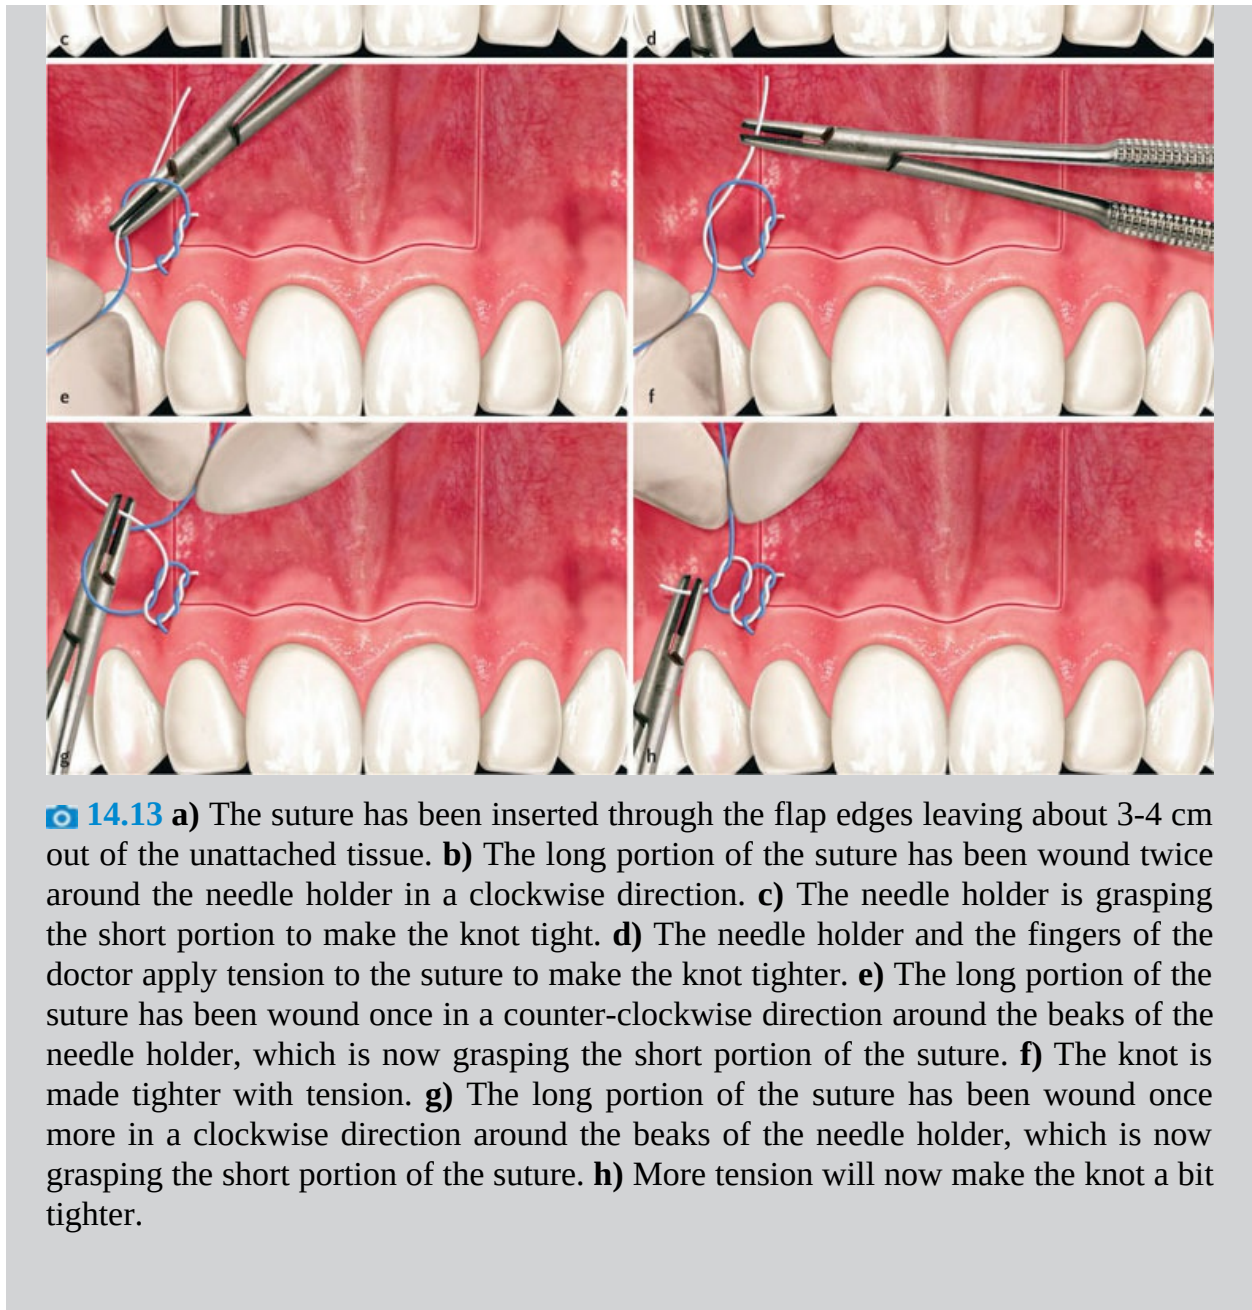 c
d
e
f
g
h
14.13 a) The suture has been inserted through the flap edges leaving about 3-4 cm
out of the unattached tissue. b) The long portion of the suture has been wound twice
around the needle holder in a clockwise direction. c) The needle holder is grasping
the short portion to make the knot tight. d) The needle holder and the fingers of the
doctor apply tension to the suture to make the knot tighter. e) The long portion of the
suture has been wound once in a counter-clockwise direction around the beaks of the
needle holder, which is now grasping the short portion of the suture. f) The knot is
made tighter with tension. g) The long portion of the suture has been wound once
more in a clockwise direction around the beaks of the needle holder, which is now
grasping the short portion of the suture. h) More tension will now make the knot a bit
tighter.